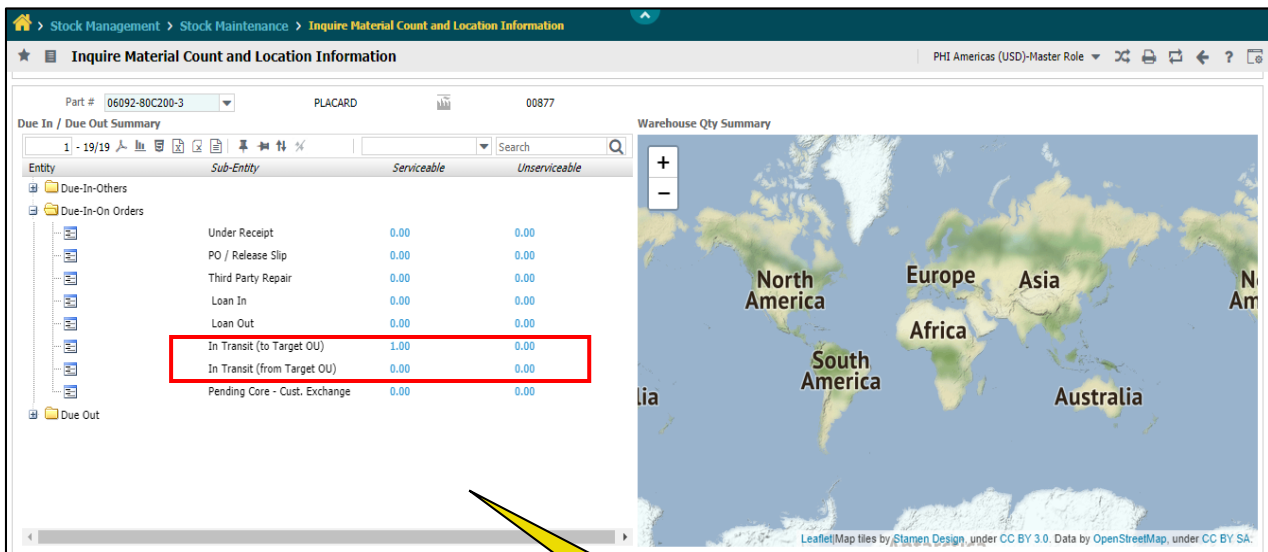 > Stock Management > Stock Maintenance > Inquire Material Count and Location Information
Inquire Material Count and Location Information
PHI Americas (USD)-Master Role
?
Part # 06092-80C200-3 PLACARD 00877
Due In / Due Out Summary
Warehouse Qty Summary
1 - 19/19
Search
Entity Sub-Entity Serviceable Unserviceable
Due-In-Others
Due-In-On Orders
Under Receipt 0.00 0.00
PO / Release Slip 0.00 0.00
Third Party Repair 0.00 0.00
Loan In 0.00 0.00
Loan Out 0.00 0.00
In Transit (to Target OU) 1.00 0.00
In Transit (from Target OU) 0.00 0.00
Pending Core - Cust. Exchange 0.00 0.00
Due Out
+
−
North
America
Europe
Asia
Africa
South
America
Australia
lia
N
Am
Leaflet|Map tiles by Stamen Design, under CC BY 3.0. Data by OpenStreetMap, under CC BY SA.